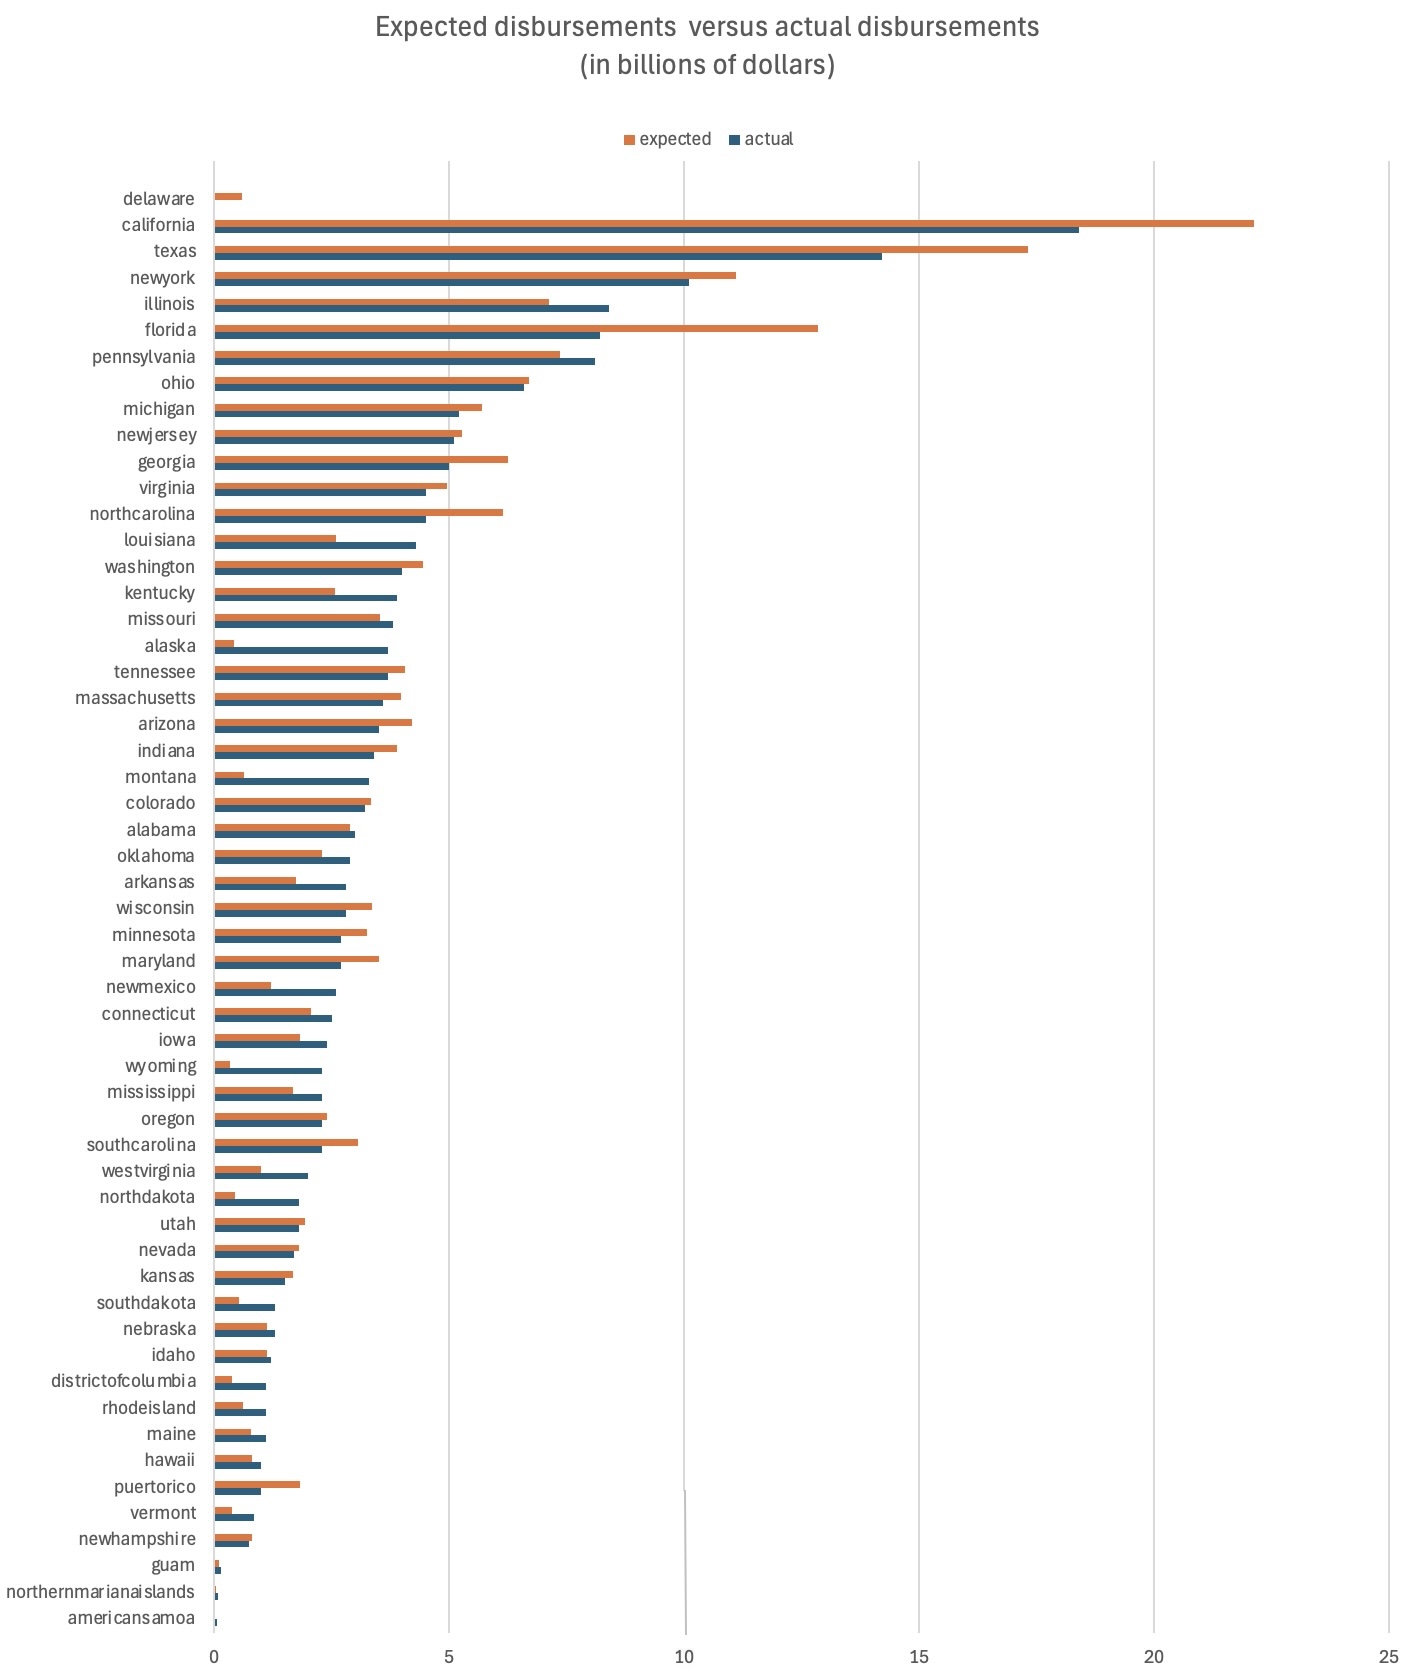 Expected disbursements versus actual disbursements
(in billions of dollars)
expected actual
delaware
california
texas
newyork
illinois
florida
pennsylvania
ohio
michigan
newjersey
georgia
virginia
northcarolina
louisiana
washington
kentucky
missouri
alaska
tennessee
massachusetts
arizona
indiana
montana
colorado
alabama
oklahoma
arkansas
wisconsin
minnesota
maryland
newmexico
connecticut
iowa
wyoming
mississippi
oregon
southcarolina
westvirginia
northdakota
utah
nevada
kansas
southdakota
nebraska
idaho
districtofcolumbia
rhodeisland
maine
hawaii
puertorico
vermont
newhampshire
guam
northernmarianaislands
americansamoa
0 5 10 15 20 25